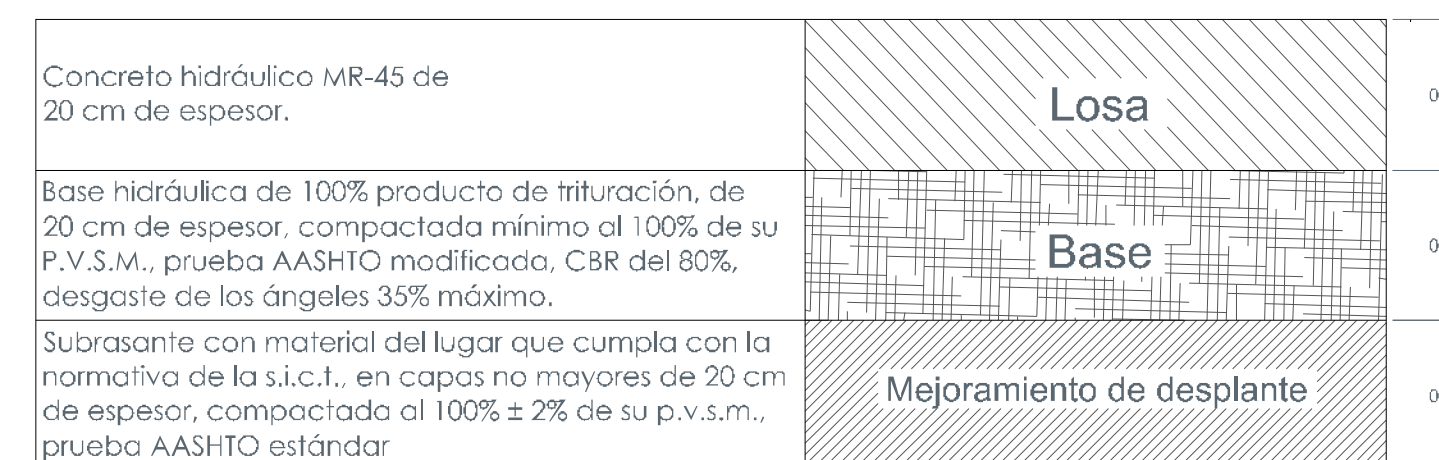 Concreto hidráulico MR-45 de
20 cm de espesor.
Losa
Base hidráulica de 100% producto de trituración, de
20 cm de espesor, compactada mínimo al 100% de su
P.V.S.M., prueba AASHTO modificada, CBR del 80%,
desgaste de los ángeles 35% máximo.
Base
Subrasante con material del lugar que cumpla con la
normativa de la s.i.c.t., en capas no mayores de 20 cm
de espesor, compactada al 100% ± 2% de su p.v.s.m.,
prueba AASHTO estándar
Mejoramiento de desplante